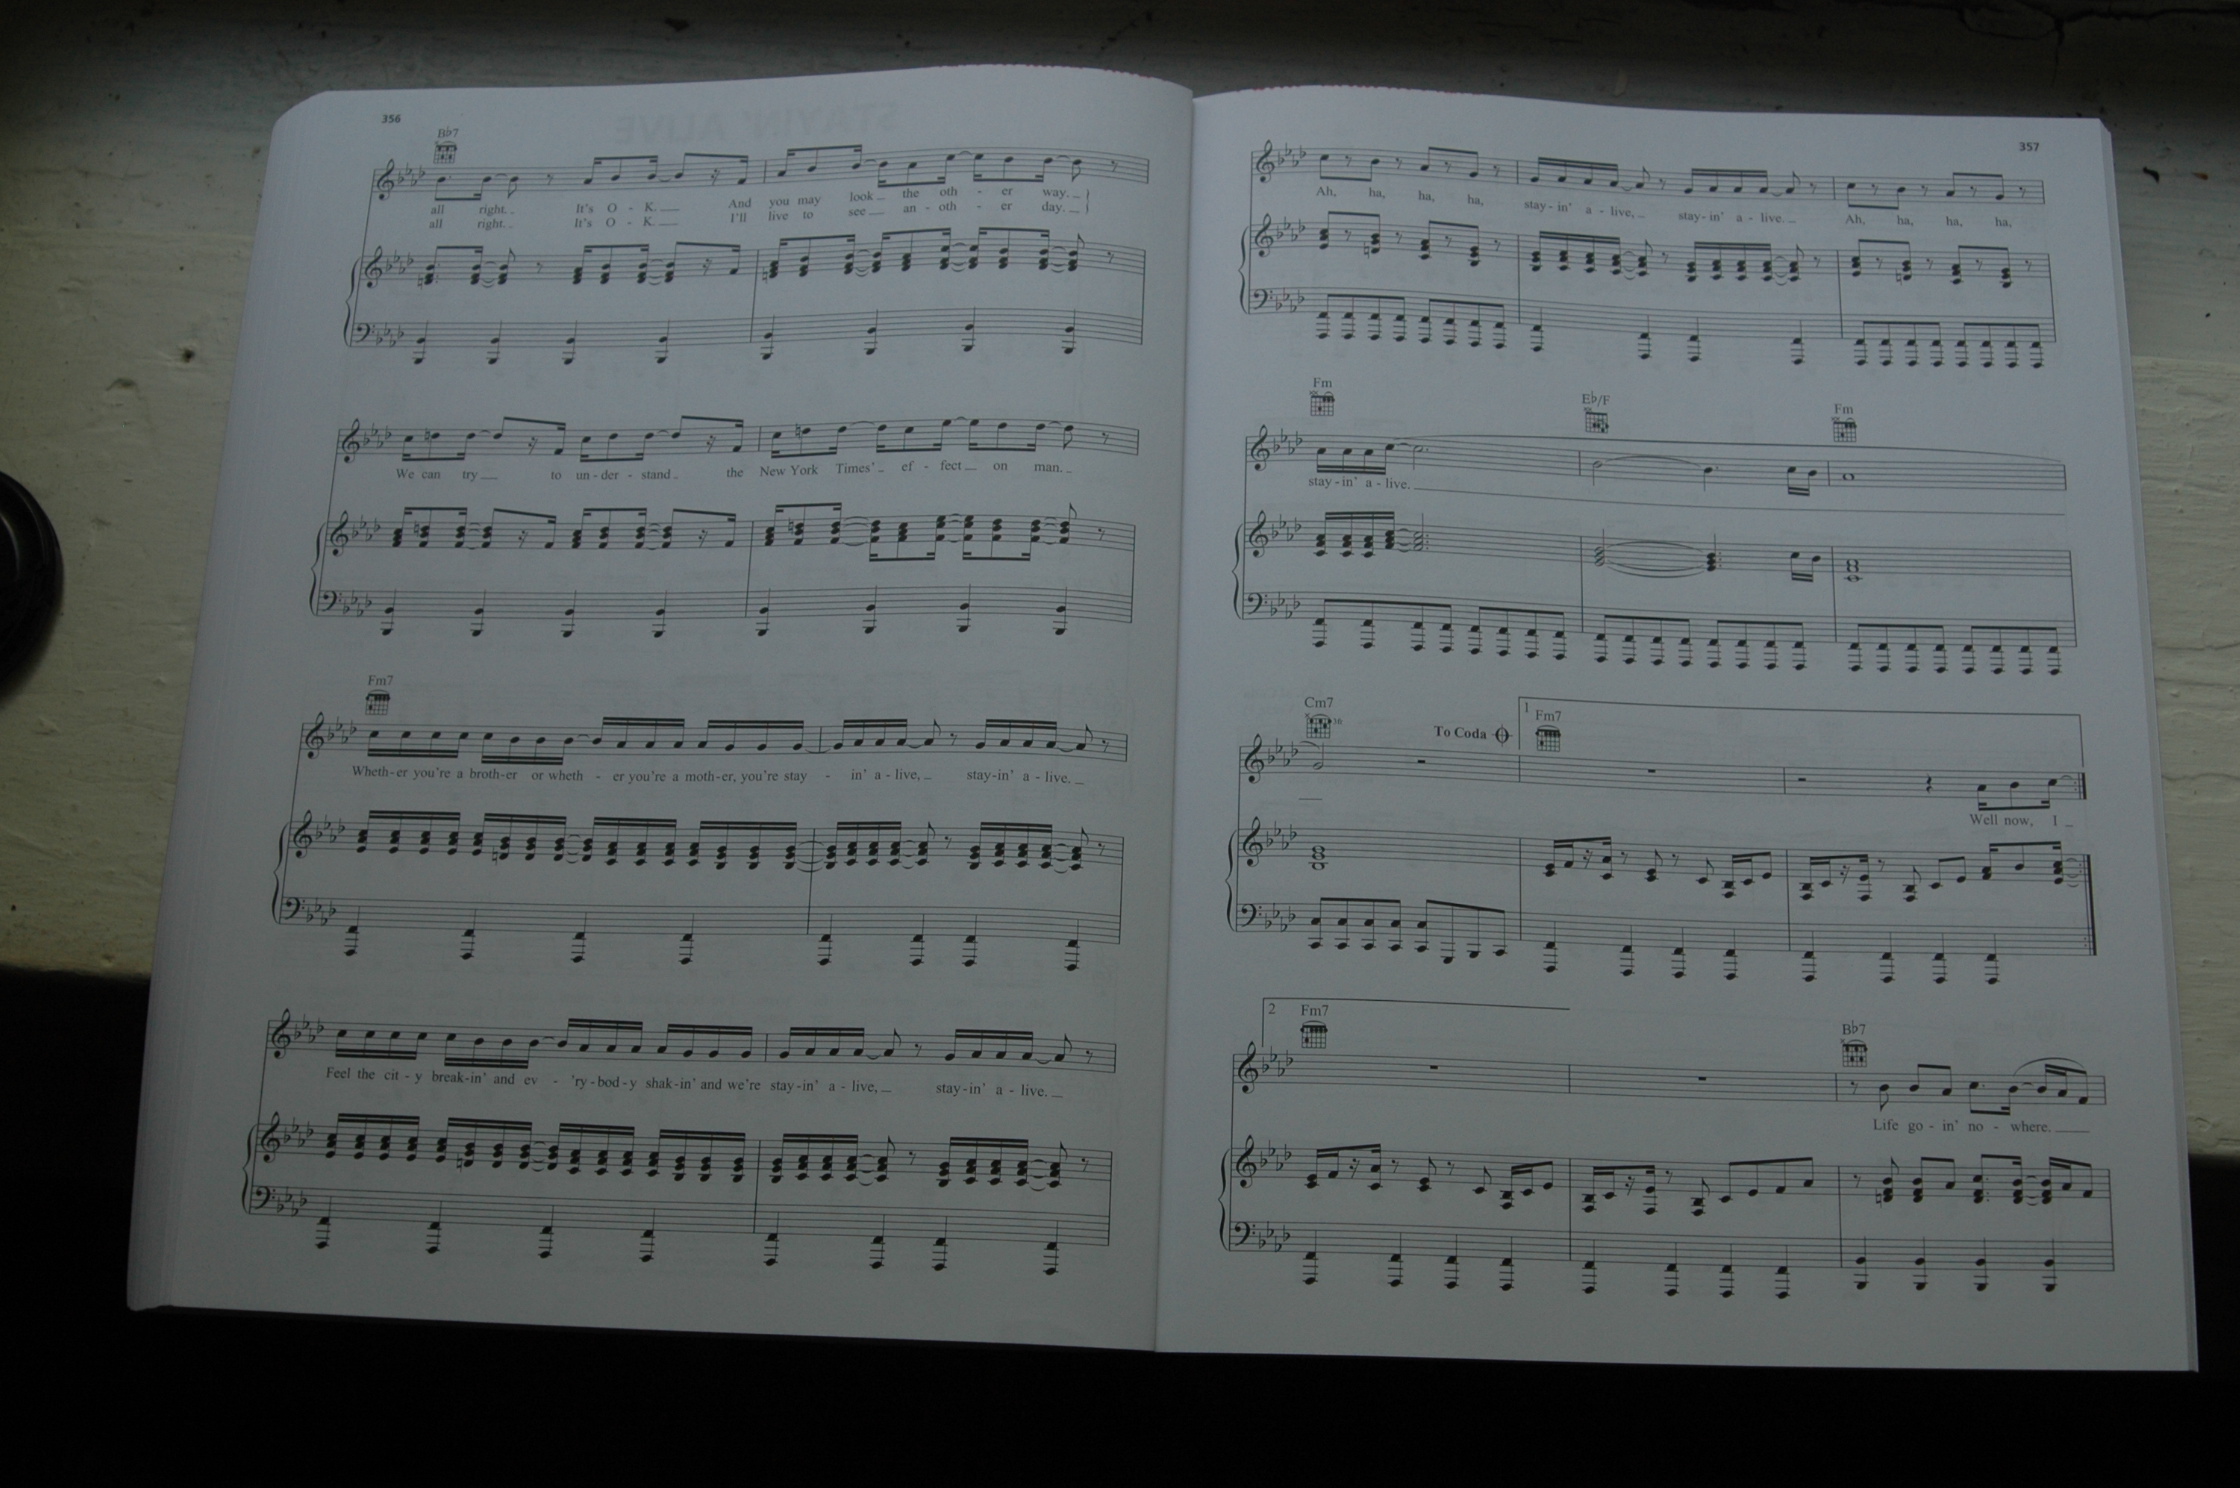 356
STAYIN' ALIVE
Bb7
And you may look the oth - er way.
all right. It's O - K. I'll live to see an - oth - er day.
all right. It's O - K.
We can try to un - der - stand the New York Times' ef - fect on man.
Fm7
Wheth - er you're a broth - er or wheth - er you're a moth - er, you're stay - in' a - live, stay - in' a - live.
Feel the cit - y break - in' and ev - 'ry - bod - y shak - in' and we're stay - in' a - live, stay - in' a - live.
357
Ah, ha, ha, ha, stay - in' a - live, stay - in' a - live. Ah, ha, ha, ha,
Fm Eb/F Fm
stay - in' a - live.
Cm7 To Coda 1 Fm7
Well now, I
2 Fm7 Bb7
Life go - in' no - where.